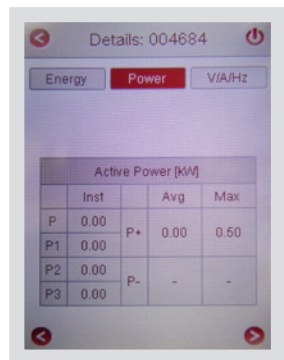 Details: 004684
Energy Power V/A/Hz
Active Power [kW]
Inst Avg Max
P 0.00 P+ 0.00 0.50
P1 0.00
P2 0.00 P- - -
P3 0.00